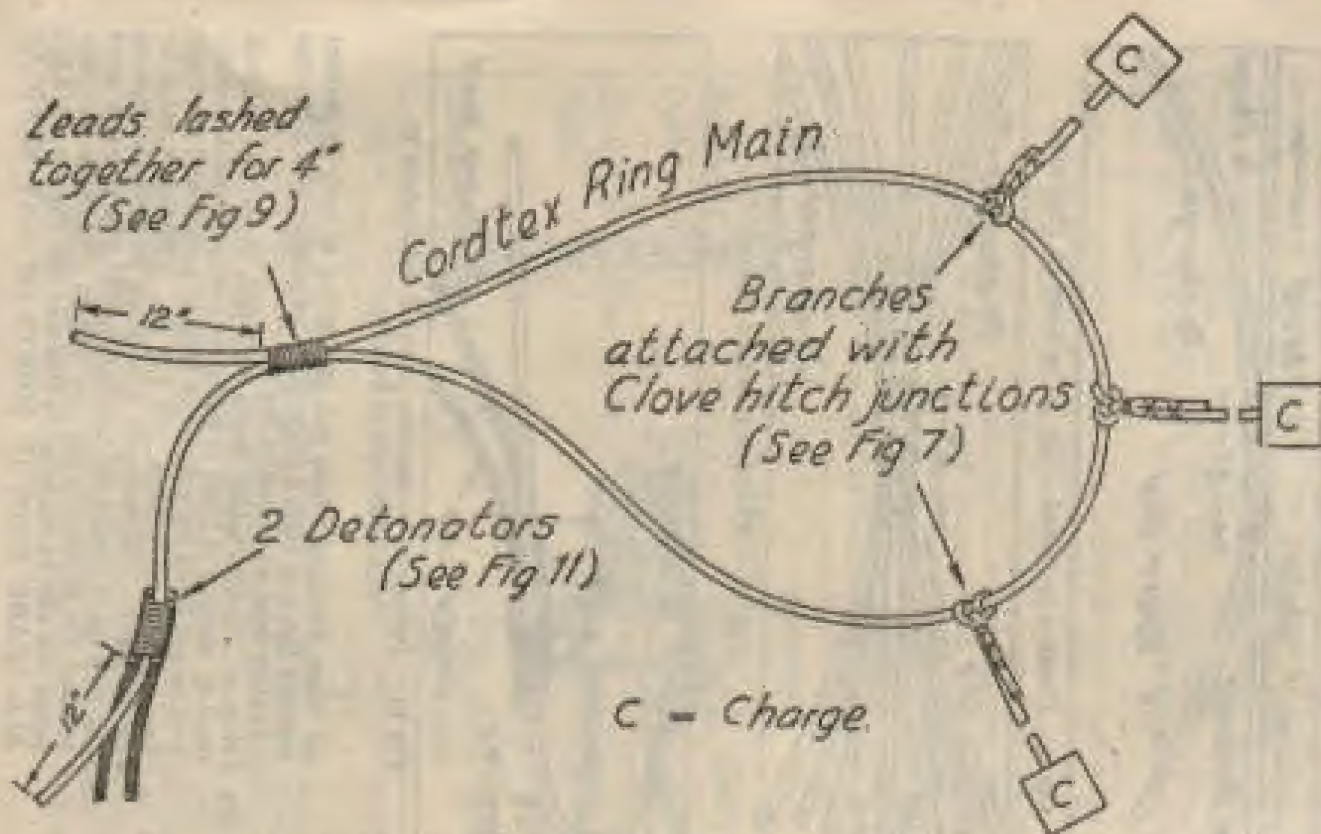 Leads lashed
together for 4"
(See Fig 9)
Cordtex Ring Main
12"
Branches
attached with
Clove hitch junctions
(See Fig 7)
2 Detonators
(See Fig 11)
12"
C = Charge.
C
C
C